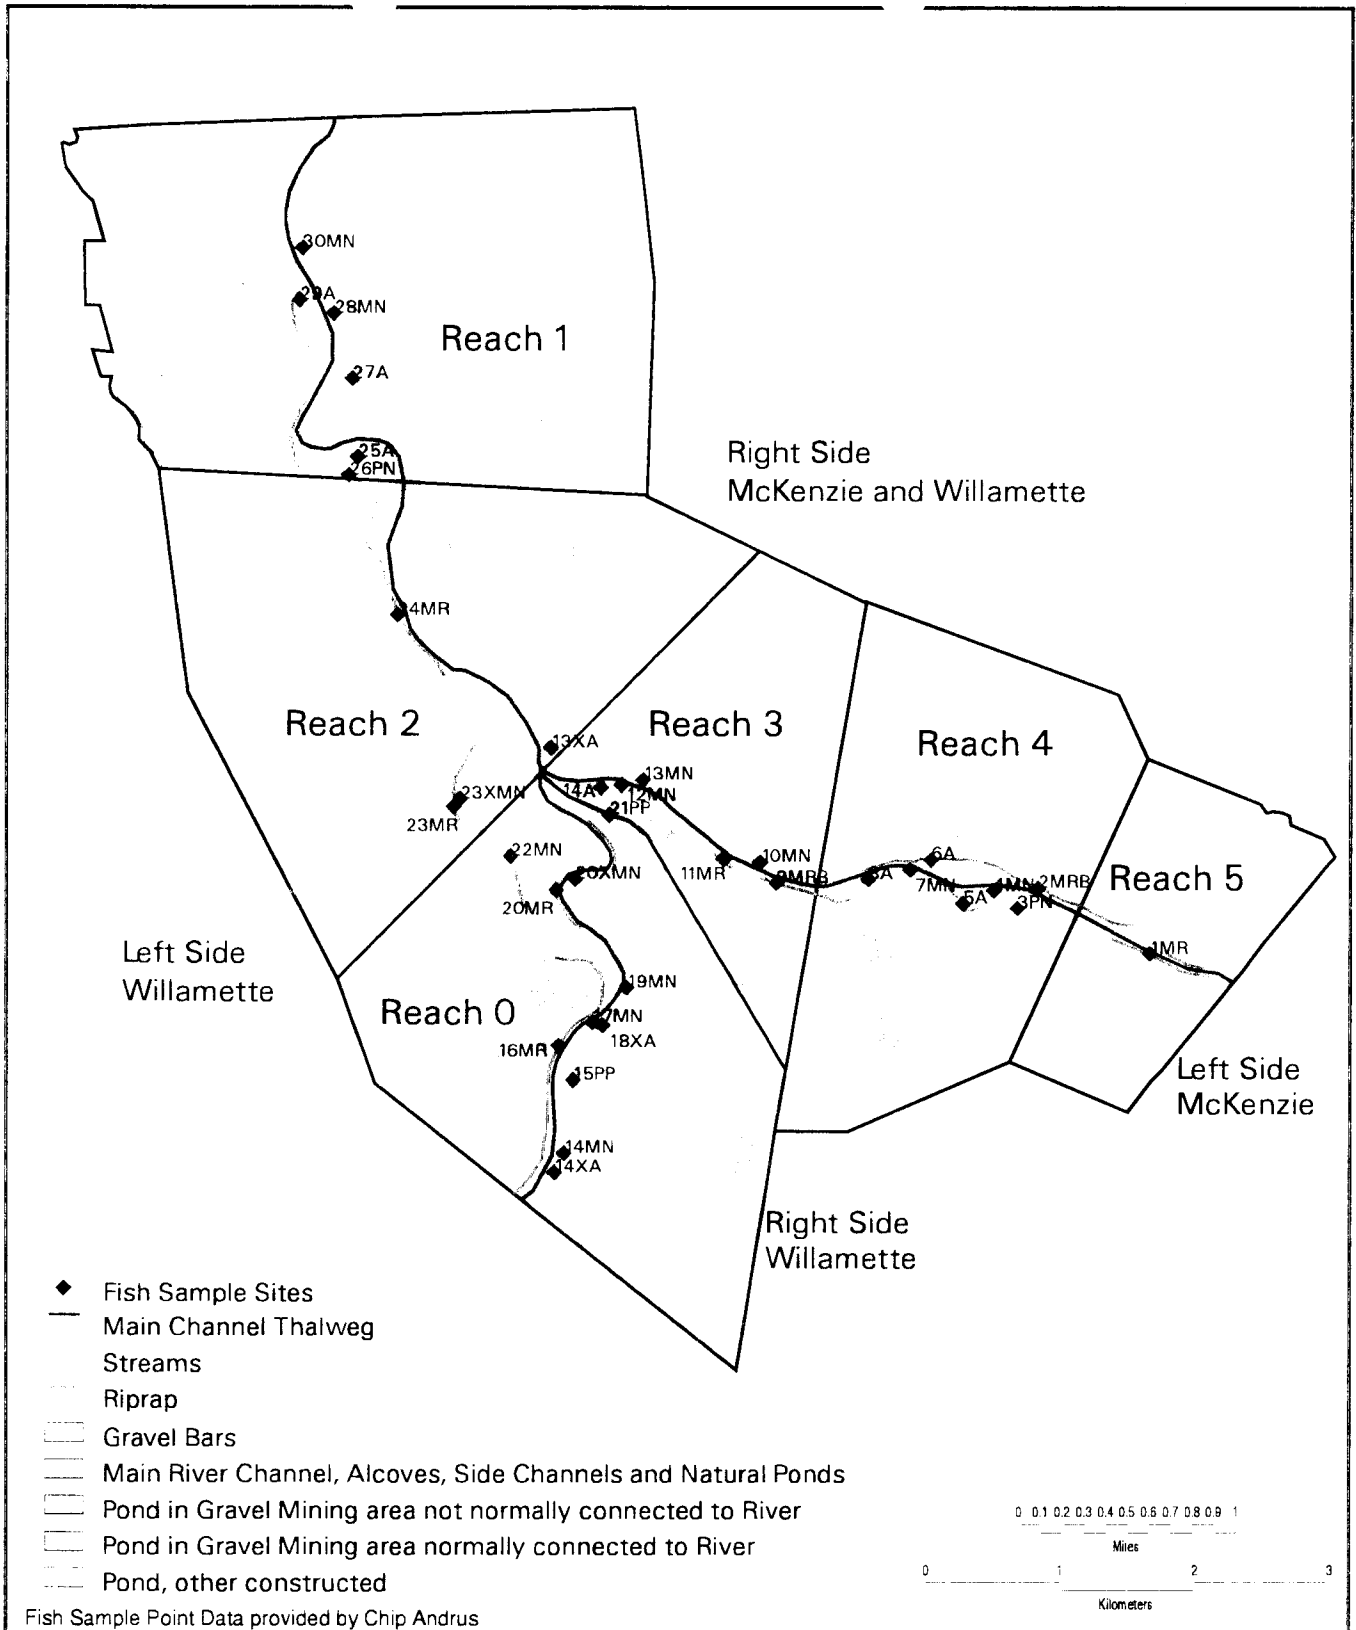 30MN
29A
28MN
Reach 1
27A
25A
26PN
Right Side
McKenzie and Willamette
24MR
Reach 2
Reach 3
Reach 4
13XA
13MN
14A
12MN
21PP
23XMN
23MR
22MN
20XMN
20MR
10MN
11MR
9MRB
8A
6A
7MN
5A
4MN
2MRB
3PN
Reach 5
1MR
Left Side
Willamette
19MN
Reach 0
17MN
18XA
16MR
15PP
Left Side
McKenzie
14MN
14XA
Right Side
Willamette
Fish Sample Sites
Main Channel Thalweg
Streams
Riprap
Gravel Bars
Main River Channel, Alcoves, Side Channels and Natural Ponds
Pond in Gravel Mining area not normally connected to River
Pond in Gravel Mining area normally connected to River
Pond, other constructed
0 0.1 0.2 0.3 0.4 0.5 0.6 0.7 0.8 0.9 1
Miles
0 1 2 3
Kilometers
Fish Sample Point Data provided by Chip Andrus